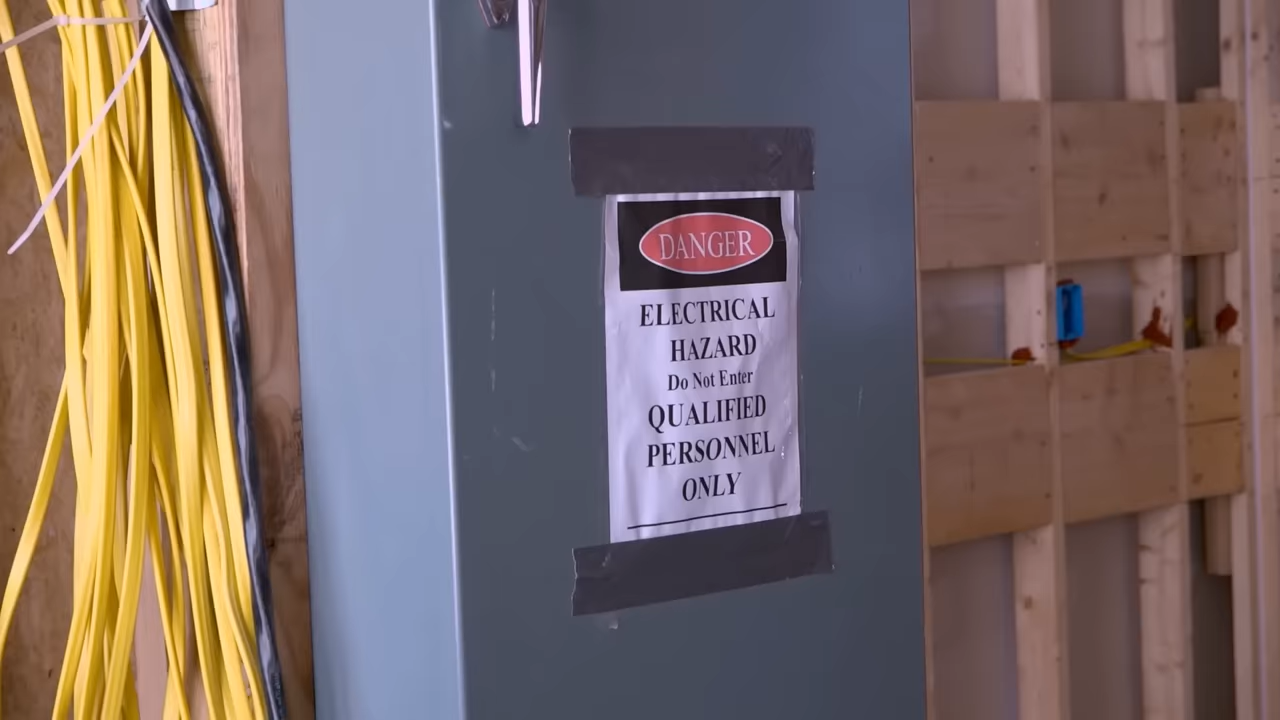 DANGER
ELECTRICAL
HAZARD
Do Not Enter
QUALIFIED
PERSONNEL
ONLY